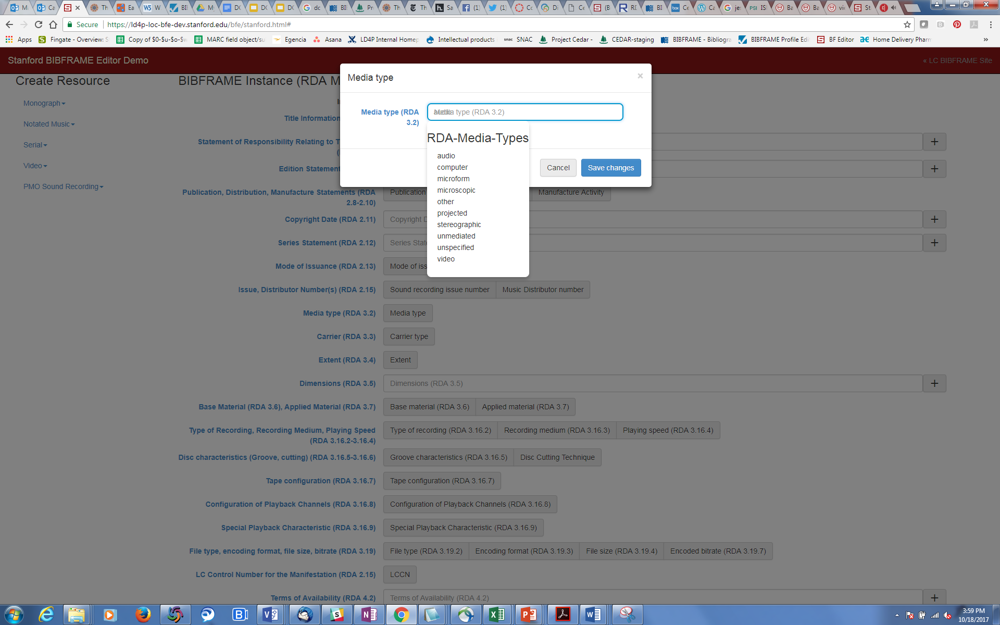 Secure https://ld4p-loc-bfe-dev.stanford.edu/bfe/stanford.html#
Apps Fingate - Overview: Copy of $0-$u-$o-$ MARC field object/su Egencia Asana LD4P Internal Homep Intellectual products SNAC Project Cedar - CEDAR-staging BIBFRAME - Bibliogra BIBFRAME Profile Edi BF Editor Home Delivery Pharm »
Stanford BIBFRAME Editor Demo
« LC BIBFRAME Site
Create Resource
Monograph
Notated Music
Serial
Video
PMO Sound Recording
BIBFRAME Instance (RDA M
Media type ×
Media type (RDA 3.2)
Media type (RDA 3.2)
RDA-Media-Types
audio
computer
microform
microscopic
other
projected
stereographic
unmediated
unspecified
video
Cancel Save changes
Title Information
Statement of Responsibility Relating to T
Edition Statement
Publication, Distribution, Manufacture Statements (RDA
2.8-2.10)
Publication Manufacture Activity
Copyright Date (RDA 2.11) Copyright D
Series Statement (RDA 2.12) Series State
Mode of Issuance (RDA 2.13) Mode of iss
Issue, Distributor Number(s) (RDA 2.15) Sound recording issue number Music Distributor number
Media type (RDA 3.2) Media type
Carrier (RDA 3.3) Carrier type
Extent (RDA 3.4) Extent
Dimensions (RDA 3.5) Dimensions (RDA 3.5)
Base Material (RDA 3.6), Applied Material (RDA 3.7) Base material (RDA 3.6) Applied material (RDA 3.7)
Type of Recording, Recording Medium, Playing Speed
(RDA 3.16.2-3.16.4)
Type of recording (RDA 3.16.2) Recording medium (RDA 3.16.3) Playing speed (RDA 3.16.4)
Disc characteristics (Groove, cutting) (RDA 3.16.5-3.16.6) Groove characteristics (RDA 3.16.5) Disc Cutting Technique
Tape configuration (RDA 3.16.7) Tape configuration (RDA 3.16.7)
Configuration of Playback Channels (RDA 3.16.8) Configuration of Playback Channels (RDA 3.16.8)
Special Playback Characteristic (RDA 3.16.9) Special Playback Characteristic (RDA 3.16.9)
File type, encoding format, file size, bitrate (RDA 3.19) File type (RDA 3.19.2) Encoding format (RDA 3.19.3) File size (RDA 3.19.4) Encoded bitrate (RDA 3.19.7)
LC Control Number for the Manifestation (RDA 2.15) LCCN
Terms of Availability (RDA 4.2) Terms of Availability (RDA 4.2)
3:59 PM
10/18/2017